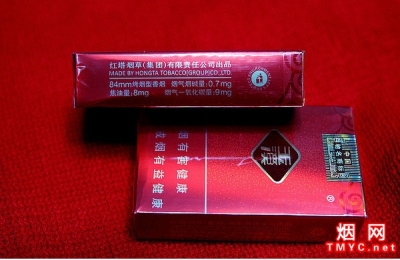 红塔烟草(集团)有限责任公司出品
MADE BY HONGTA TOBACCO(GROUP)CO.,LTD.
84mm烤烟型香烟 烟气烟碱量:0.7mg
焦油量:8mg 烟气一氧化碳量:9mg
玉溪
®
烟有害健康
戒烟有益健康
烟网
TMYC.net